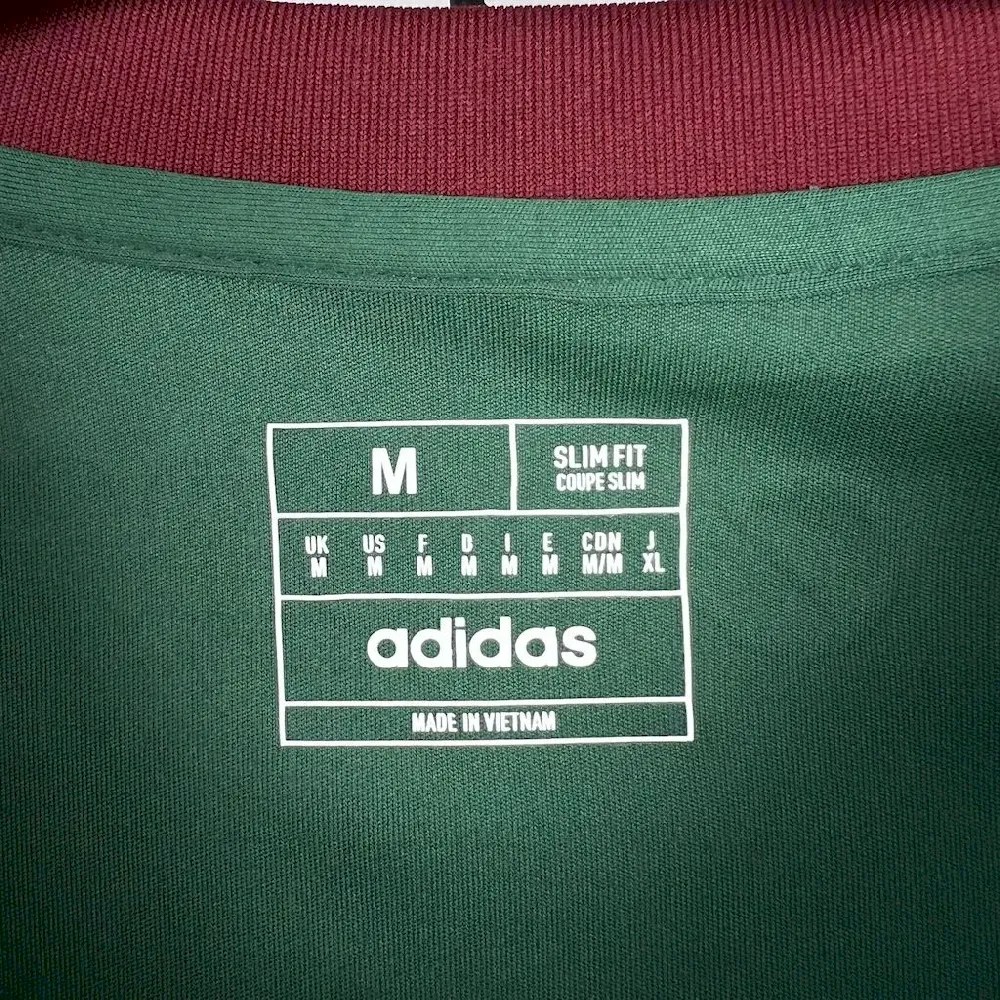 M
SLIM FIT
COUPE SLIM
UK US F D I E CDN J
M M M M M M M/M XL
adidas
MADE IN VIETNAM